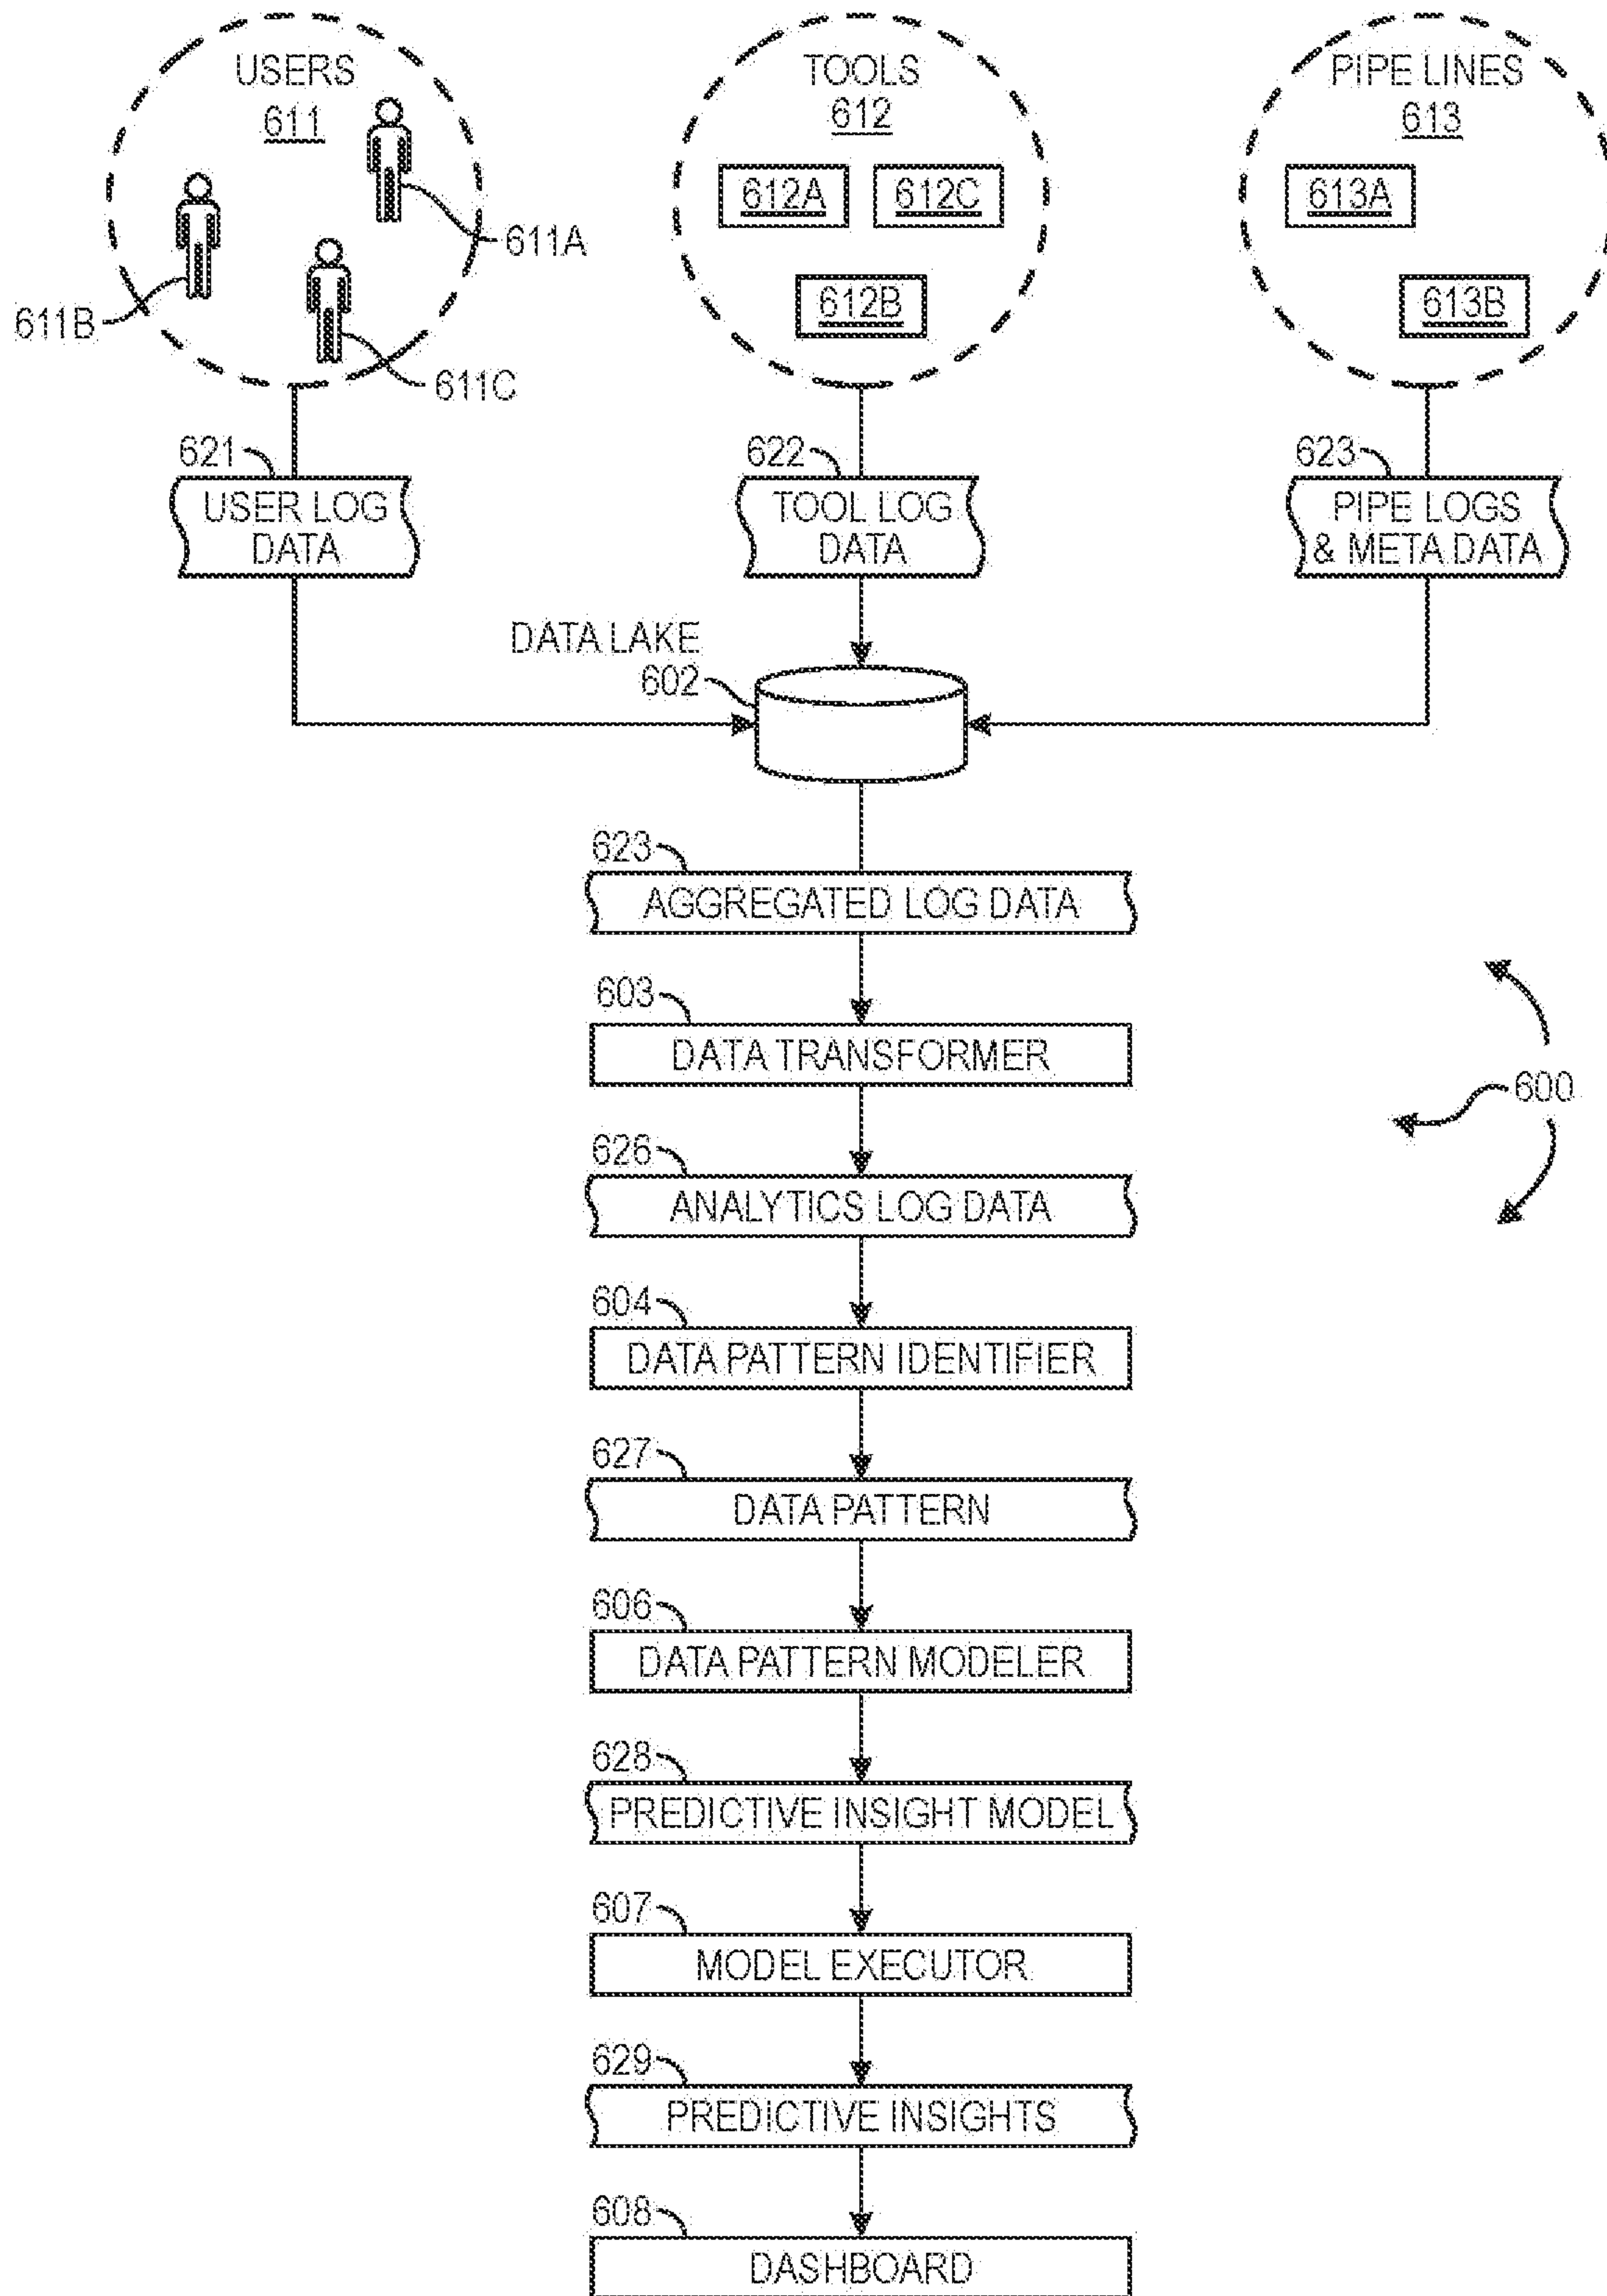 USERS
611
611A
611B
611C
TOOLS
612
612A
612C
612B
PIPE LINES
613
613A
613B
621
USER LOG
DATA
622
TOOL LOG
DATA
623
PIPE LOGS
& META DATA
DATA LAKE
602
623
AGGREGATED LOG DATA
603
DATA TRANSFORMER
600
626
ANALYTICS LOG DATA
604
DATA PATTERN IDENTIFIER
627
DATA PATTERN
606
DATA PATTERN MODELER
628
PREDICTIVE INSIGHT MODEL
607
MODEL EXECUTOR
629
PREDICTIVE INSIGHTS
608
DASHBOARD